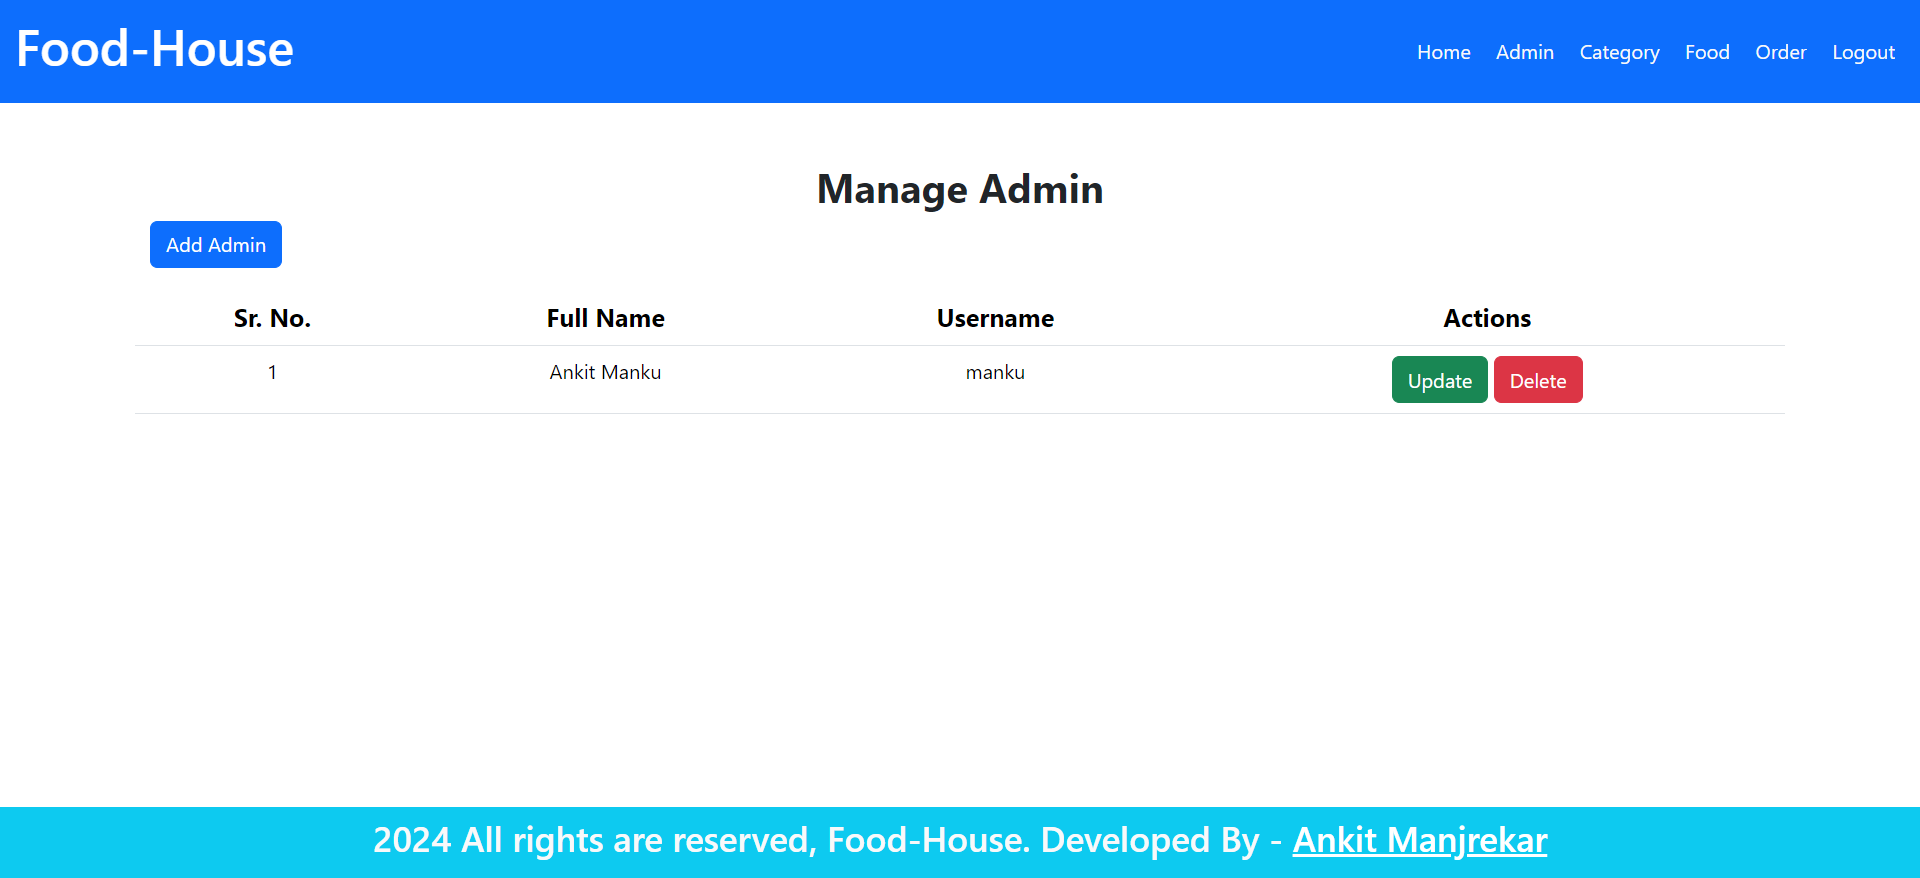 Food-House
Home Admin Category Food Order Logout
Manage Admin
Add Admin
Sr. No. Full Name Username Actions
1 Ankit Manku manku Update Delete
2024 All rights are reserved, Food-House. Developed By - Ankit Manjrekar